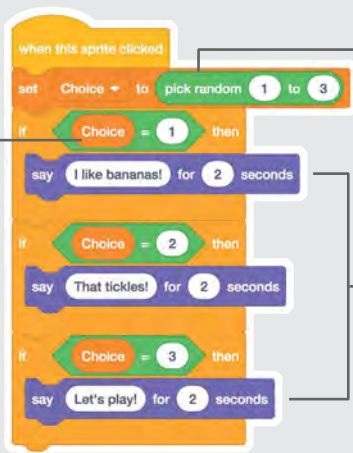 when this sprite clicked
set Choice to pick random 1 to 3
if Choice = 1 then
say I like bananas! for 2 seconds
if Choice = 2 then
say That tickles! for 2 seconds
if Choice = 3 then
say Let's play! for 2 seconds